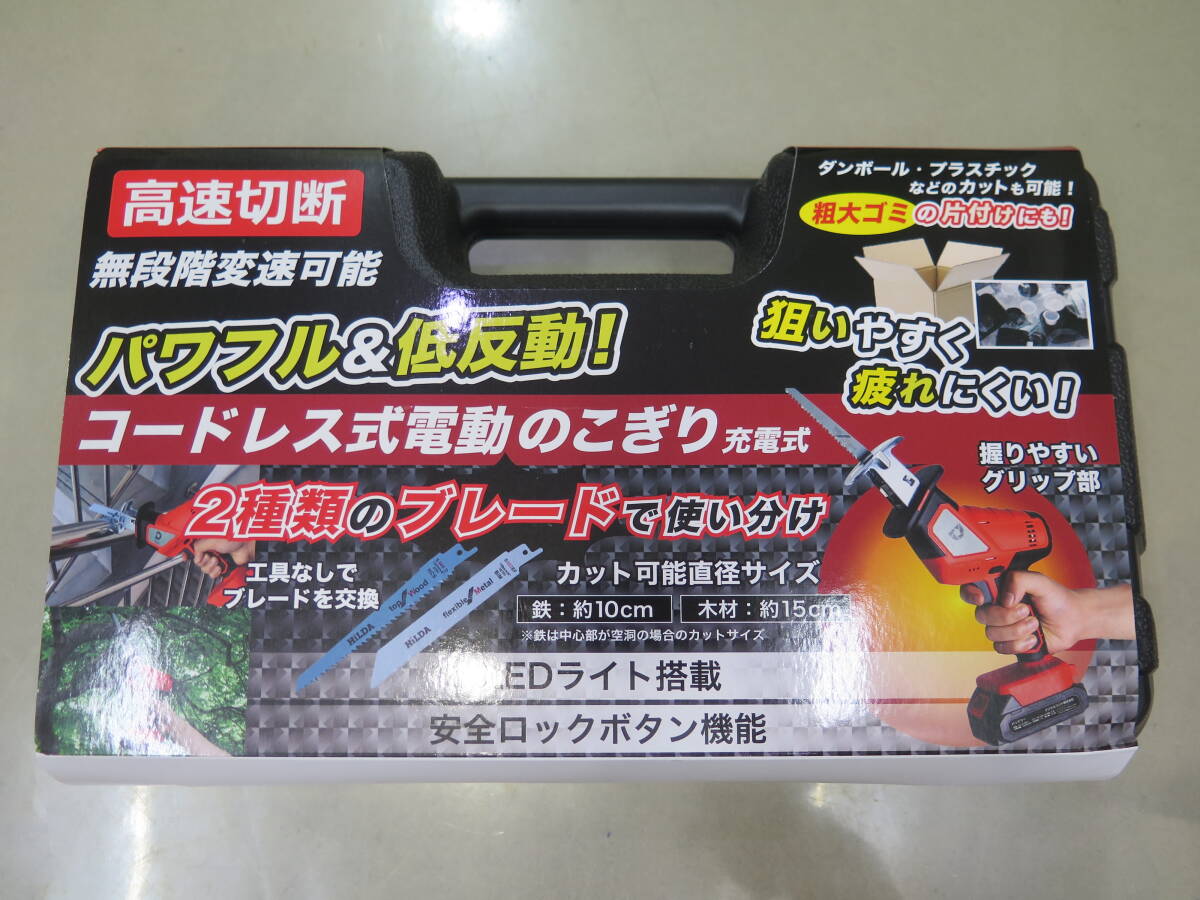 高速切断
無段階変速可能
パワフル&低反動!
ダンボール・プラスチック
などのカットも可能!
粗大ゴミの片付けにも!
狙いやすく
疲れにくい!
コードレス式電動のこぎり 充電式
握りやすい
グリップ部
2種類のブレードで使い分け
工具なしで
ブレードを交換
HiLDA top Wood
HiLDA flexible Metal
カット可能直径サイズ
鉄:約10cm 木材:約15cm
※鉄は中心部が空洞の場合のカットサイズ
EDライト搭載
安全ロックボタン機能